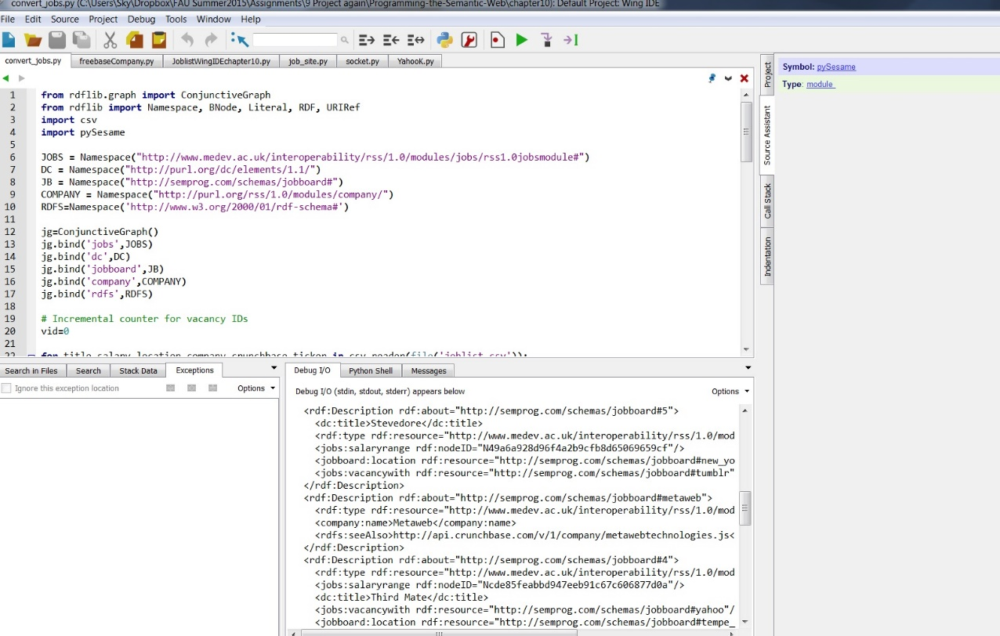 convert_jobs.py (C:\Users\Sky\Dropbox\FAU Summer2015\Assignments\9 Project again\Programming-the-Semantic-Web\chapter10): Default Project: Wing IDE
File Edit Source Project Debug Tools Window Help
convert_jobs.py freebaseCompany.py JoblistWingIDEchapter10.py job_site.py socket.py YahooK.py
1 from rdflib.graph import ConjunctiveGraph
2 from rdflib import Namespace, BNode, Literal, RDF, URIRef
3 import csv
4 import pySesame
5
6 JOBS = Namespace("http://www.medev.ac.uk/interoperability/rss/1.0/modules/jobs/rss1.0jobsmodule#")
7 DC = Namespace("http://purl.org/dc/elements/1.1/")
8 JB = Namespace("http://semprog.com/schemas/jobboard#")
9 COMPANY = Namespace("http://purl.org/rss/1.0/modules/company/")
10 RDFS=Namespace('http://www.w3.org/2000/01/rdf-schema#')
11
12 jg=ConjunctiveGraph()
13 jg.bind('jobs',JOBS)
14 jg.bind('dc',DC)
15 jg.bind('jobboard',JB)
16 jg.bind('company',COMPANY)
17 jg.bind('rdfs',RDFS)
18
19 # Incremental counter for vacancy IDs
20 vid=0
21
22 for title,salary,location,company,crunchbase,ticker in csv.reader(file('joblist.csv')):
Project
Source Assistant
Call Stack
Indentation
Symbol: pySesame
Type: module
Search in Files Search Stack Data Exceptions
Ignore this exception location Options
Debug I/O Python Shell Messages
Debug I/O (stdin, stdout, stderr) appears below Options
<rdf:Description rdf:about="http://semprog.com/schemas/jobboard#5">
<dc:title>Stevedore</dc:title>
<rdf:type rdf:resource="http://www.medev.ac.uk/interoperability/rss/1.0/mod
<jobs:salaryrange rdf:nodeID="N49a6a928d96f4a2b9cfb8d65069659cf"/>
<jobboard:location rdf:resource="http://semprog.com/schemas/jobboard#new_yo
<jobs:vacancywith rdf:resource="http://semprog.com/schemas/jobboard#tumblr"
</rdf:Description>
<rdf:Description rdf:about="http://semprog.com/schemas/jobboard#metaweb">
<rdf:type rdf:resource="http://www.medev.ac.uk/interoperability/rss/1.0/mod
<company:name>Metaweb</company:name>
<rdfs:seeAlso>http://api.crunchbase.com/v/1/company/metawebtechnologies.js<
</rdf:Description>
<rdf:Description rdf:about="http://semprog.com/schemas/jobboard#4">
<rdf:type rdf:resource="http://www.medev.ac.uk/interoperability/rss/1.0/mod
<jobs:salaryrange rdf:nodeID="Ncde85feabbd947eeb91c67c606877d0a"/>
<dc:title>Third Mate</dc:title>
<jobs:vacancywith rdf:resource="http://semprog.com/schemas/jobboard#yahoo"/
<jobboard:location rdf:resource="http://semprog.com/schemas/jobboard#tempe_